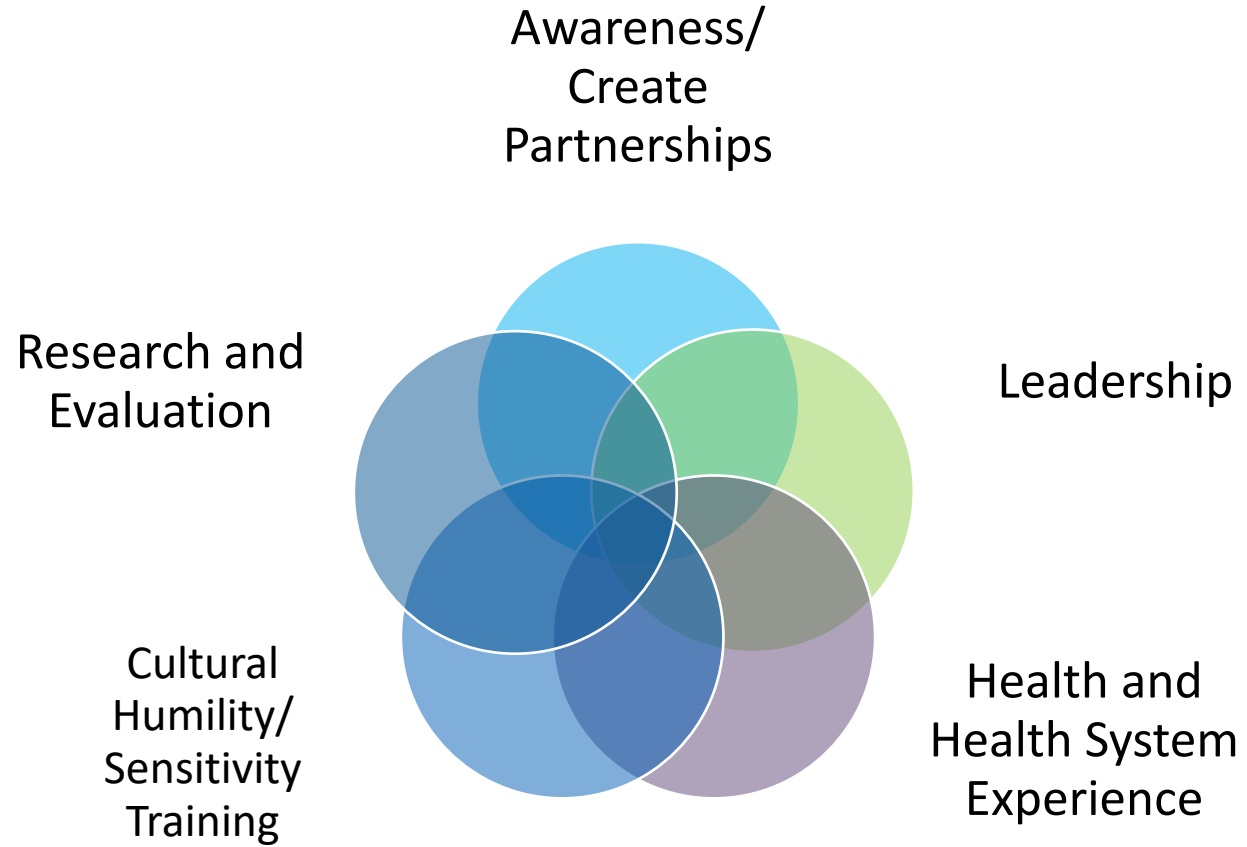 Awareness/
Create
Partnerships
Leadership
Health and
Health System
Experience
Cultural
Humility/
Sensitivity
Training
Research and
Evaluation